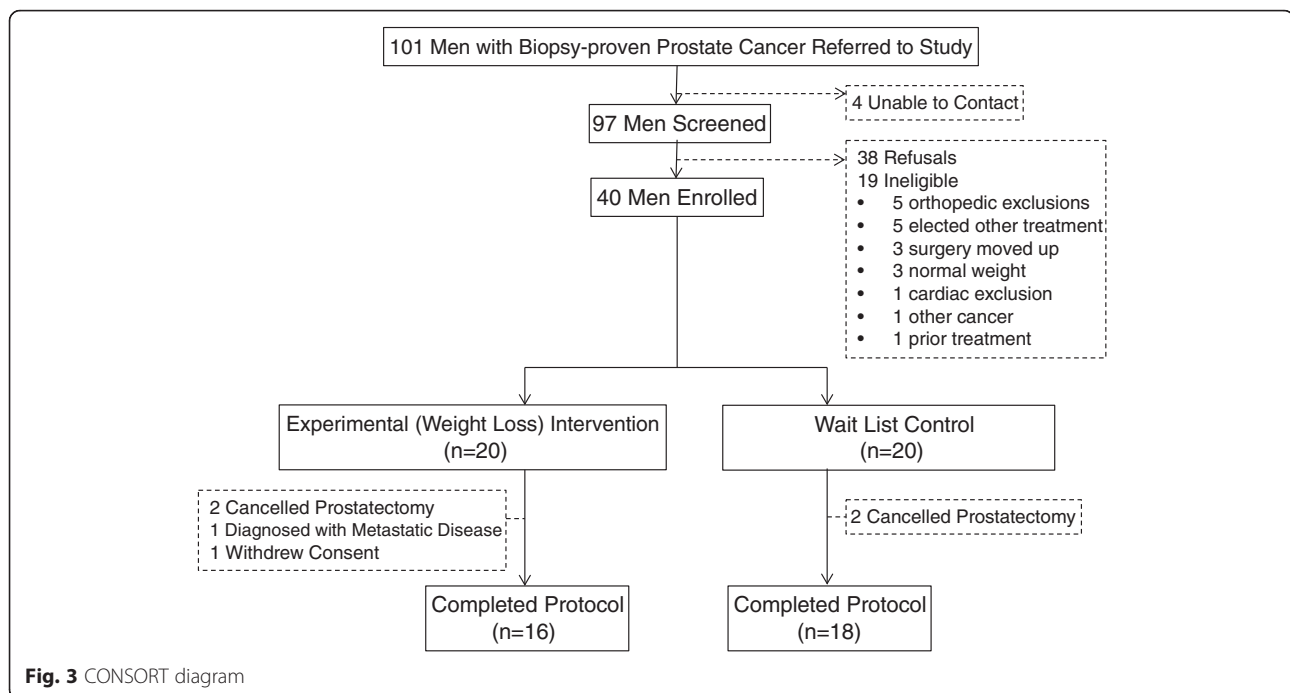 101 Men with Biopsy-proven Prostate Cancer Referred to Study
4 Unable to Contact
97 Men Screened
38 Refusals
19 Ineligible
• 5 orthopedic exclusions
• 5 elected other treatment
• 3 surgery moved up
• 3 normal weight
• 1 cardiac exclusion
• 1 other cancer
• 1 prior treatment
40 Men Enrolled
Experimental (Weight Loss) Intervention
(n=20)
Wait List Control
(n=20)
2 Cancelled Prostatectomy
1 Diagnosed with Metastatic Disease
1 Withdrew Consent
2 Cancelled Prostatectomy
Completed Protocol
(n=16)
Completed Protocol
(n=18)
Fig. 3 CONSORT diagram